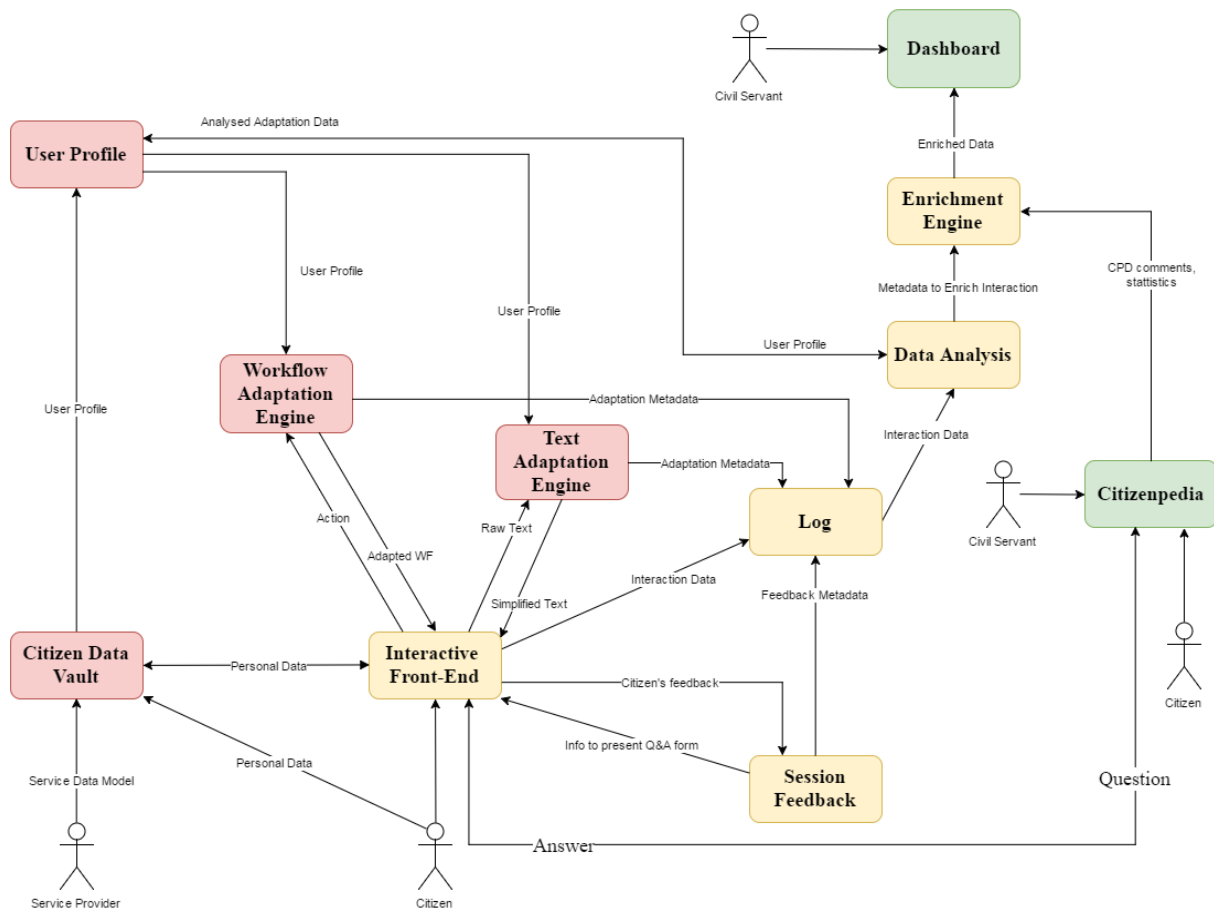 Dashboard
Civil Servant
Analysed Adaptation Data
User Profile
Enriched Data
Enrichment
Engine
User Profile
CPD comments,
stattistics
Metadata to Enrich Interaction
User Profile
User Profile
Data Analysis
Workflow
Adaptation
Engine
User Profile
Adaptation Metadata
Interaction Data
Text
Adaptation
Engine
Adaptation Metadata
Citizenpedia
Log
Action
Raw Text
Civil Servant
Adapted WF
Interaction Data
Feedback Metadata
Simplified Text
Citizen Data
Vault
Personal Data
Interactive
Front-End
Citizen's feedback
Citizen
Info to present Q&A form
Personal Data
Service Data Model
Session
Feedback
Question
Answer
Service Provider
Citizen